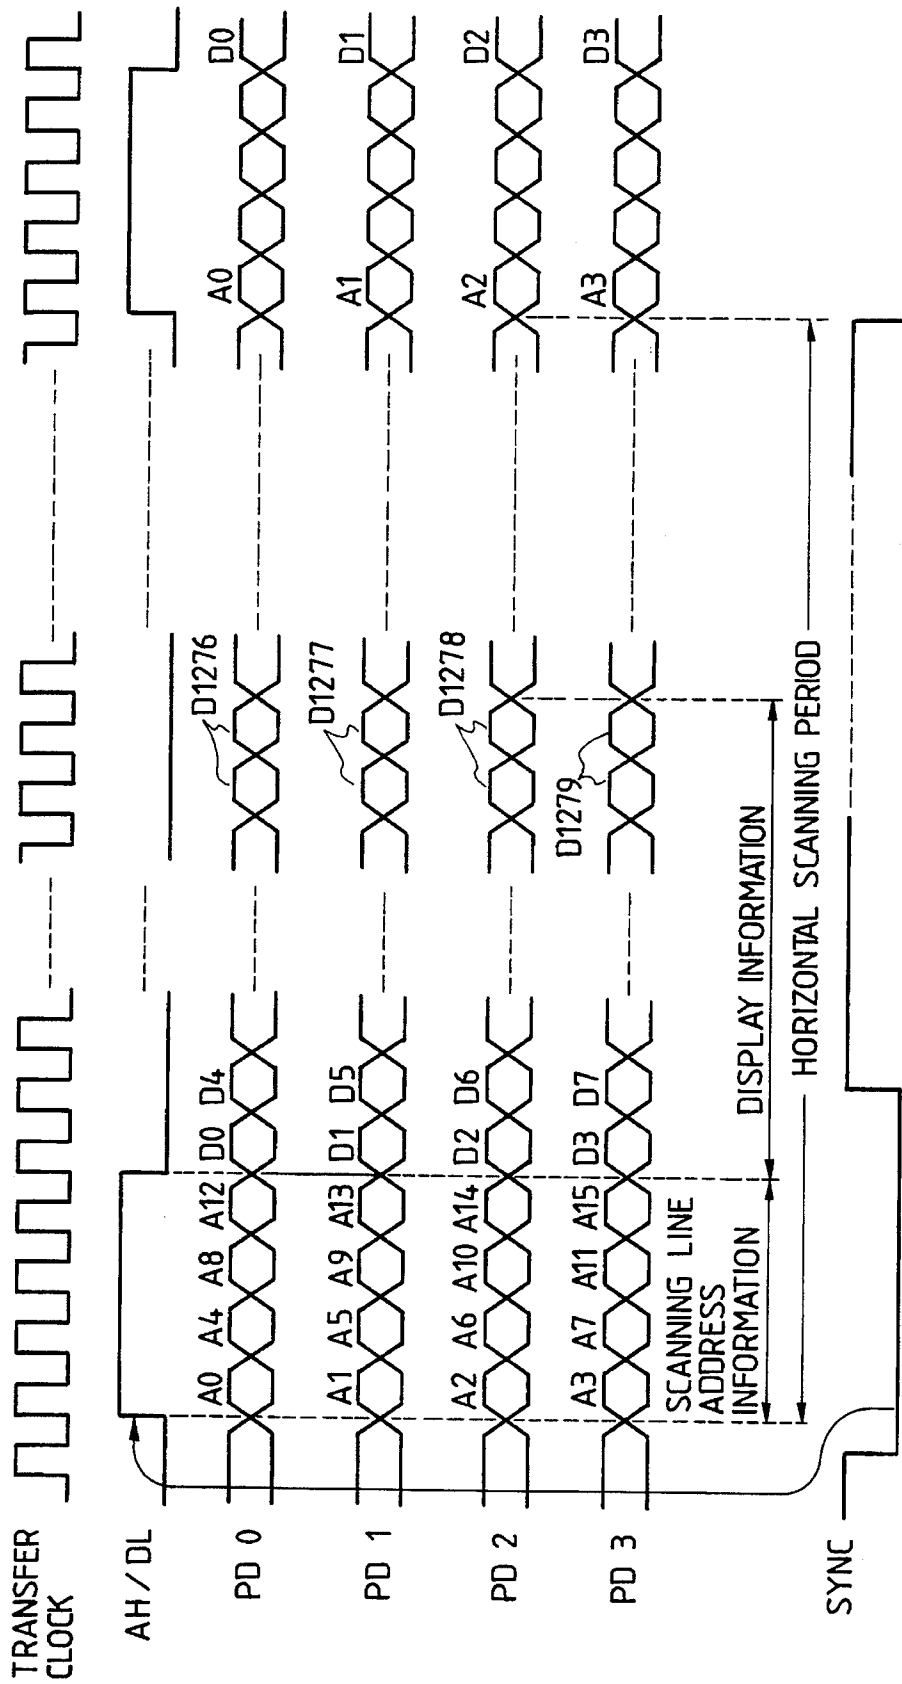 TRANSFER
CLOCK
AH / DL
D0
A0
PD 0
A0 A4 A8 A12 D0 D4
D1276
A0
D0
PD 1
A1 A5 A9 A13 D1 D5
D1277
A1
D1
PD 2
A2 A6 A10 A14 D2 D6
D1278
A2
D2
PD 3
A3 A7 A11 A15 D3 D7
D1279
A3
D3
SCANNING LINE
ADDRESS
INFORMATION
DISPLAY INFORMATION
HORIZONTAL SCANNING PERIOD
SYNC